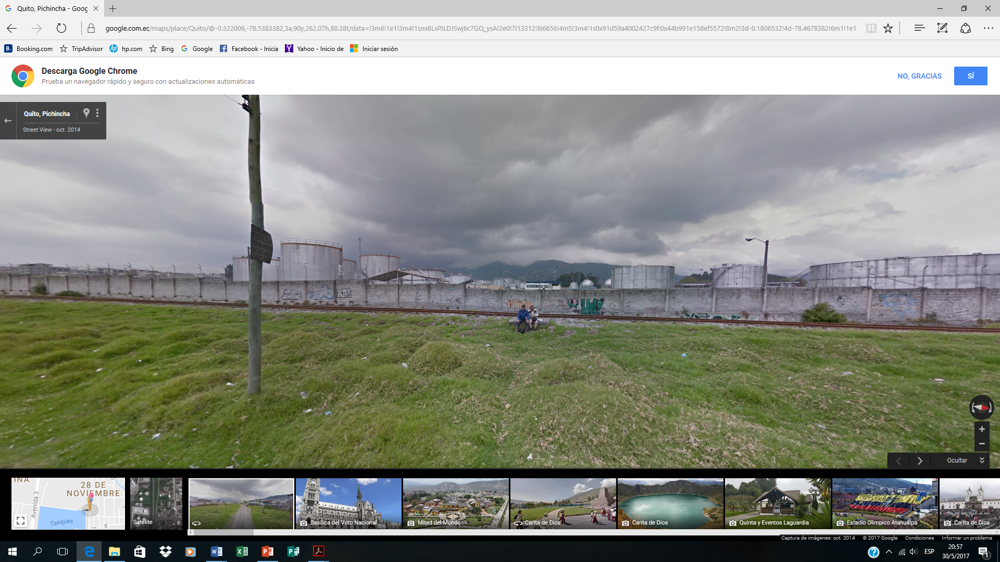 Quito, Pichincha - Goog
google.com.ec/maps/place/Quito/@-0.322006,-78.5383382,3a,90y,262.07h,88.38t/data=!3m6!1e1!3m4!1snxBLsPJLDJSwj6c7GQ_ysA!2e0!7i13312!8i6656!4m5!3m4!1s0x91d59a4002427c9f:0x44b991e158ef5572!8m2!3d-0.1806532!4d-78.4678382!6m1!1e1
B. Booking.com TripAdvisor hp hp.com Bing Google Facebook - Inicia Yahoo - Inicio de Iniciar sesión
Descarga Google Chrome
Prueba un navegador rápido y seguro con actualizaciones automáticas
NO, GRACIAS
SÍ
Quito, Pichincha
Street View - oct. 2014
Ocultar
INA
28 DE
NOVIEMBRE
Avenida 3
Tanques
1
8
Satélite
Basílica del Voto Nacional
Mitad del Mundo
Carita de Dios
Carita de Dios
Quinta y Eventos Laguardia
Estadio Olimpico Atahualpa
Carita de Dios
Captura de imágenes: oct. 2014 © 2017 Google Condiciones Informar un problema
ESP
20:57
30/5/2017
1